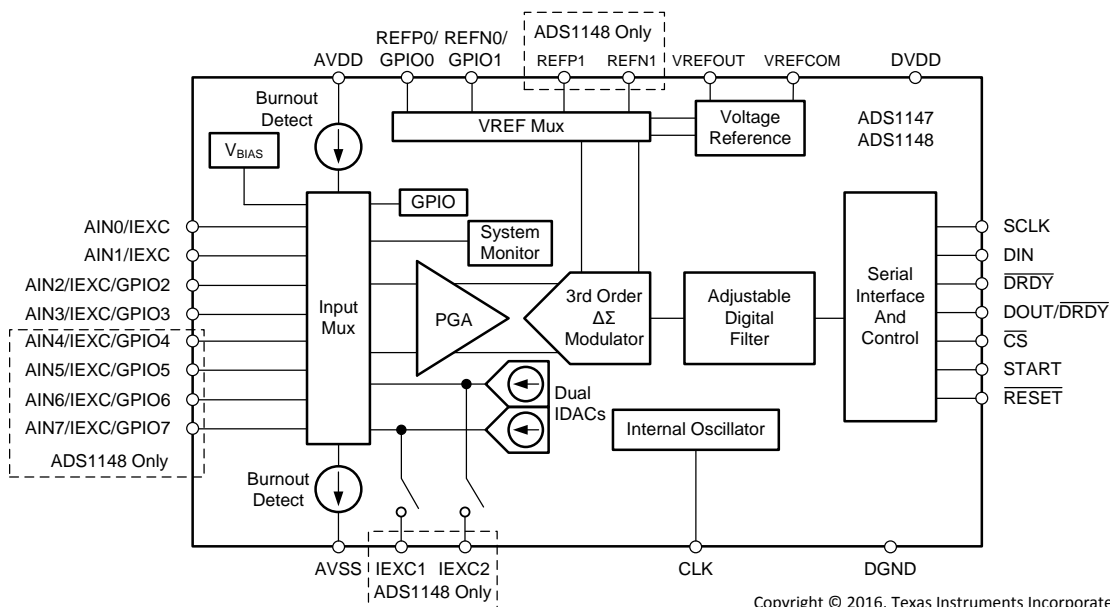 REFP0/ REFN0/ ADS1148 Only
AVDD GPIO0 GPIO1 REFP1 REFN1 VREFOUT VREFCOM DVDD
Burnout
Detect
VREF Mux
Voltage
Reference
ADS1147
ADS1148
VBIAS
GPIO
System
Monitor
AIN0/IEXC
AIN1/IEXC
AIN2/IEXC/GPIO2
AIN3/IEXC/GPIO3
AIN4/IEXC/GPIO4
AIN5/IEXC/GPIO5
AIN6/IEXC/GPIO6
AIN7/IEXC/GPIO7
ADS1148 Only
Input
Mux
PGA
3rd Order
ΔΣ
Modulator
Adjustable
Digital
Filter
Serial
Interface
And
Control
SCLK
DIN
DRDY
DOUT/DRDY
CS
START
RESET
Dual
IDACs
Internal Oscillator
Burnout
Detect
AVSS IEXC1 IEXC2 CLK DGND
ADS1148 Only
Copyright © 2016, Texas Instruments Incorporate